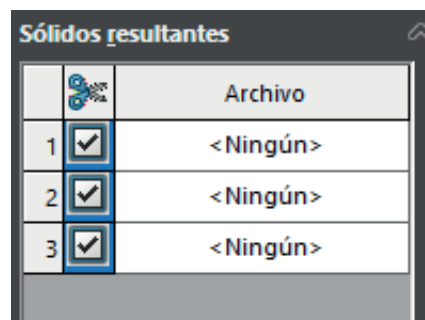 Sólidos resultantes
Archivo
1 <Ningún>
2 <Ningún>
3 <Ningún>